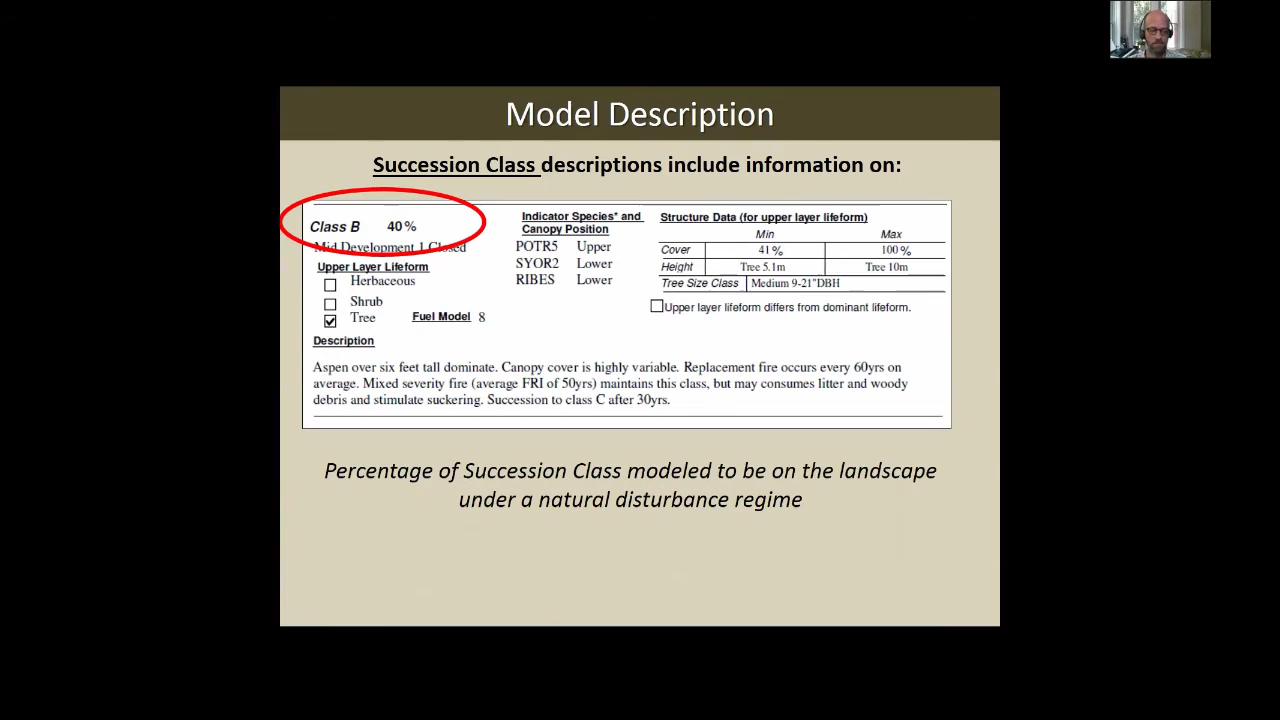 Model Description
Succession Class descriptions include information on:
Class B 40%
Mid Development 1 Closed
Upper Layer Lifeform
Herbaceous
Shrub
Tree
Fuel Model 8
Indicator Species* and
Canopy Position
POTR5 Upper
SYOR2 Lower
RIBES Lower
Structure Data (for upper layer lifeform)
Min Max
Cover 41% 100%
Height Tree 5.1m Tree 10m
Tree Size Class Medium 9-21"DBH
Upper layer lifeform differs from dominant lifeform.
Description
Aspen over six feet tall dominate. Canopy cover is highly variable. Replacement fire occurs every 60yrs on
average. Mixed severity fire (average FRI of 50yrs) maintains this class, but may consumes litter and woody
debris and stimulate suckering. Succession to class C after 30yrs.
Percentage of Succession Class modeled to be on the landscape
under a natural disturbance regime